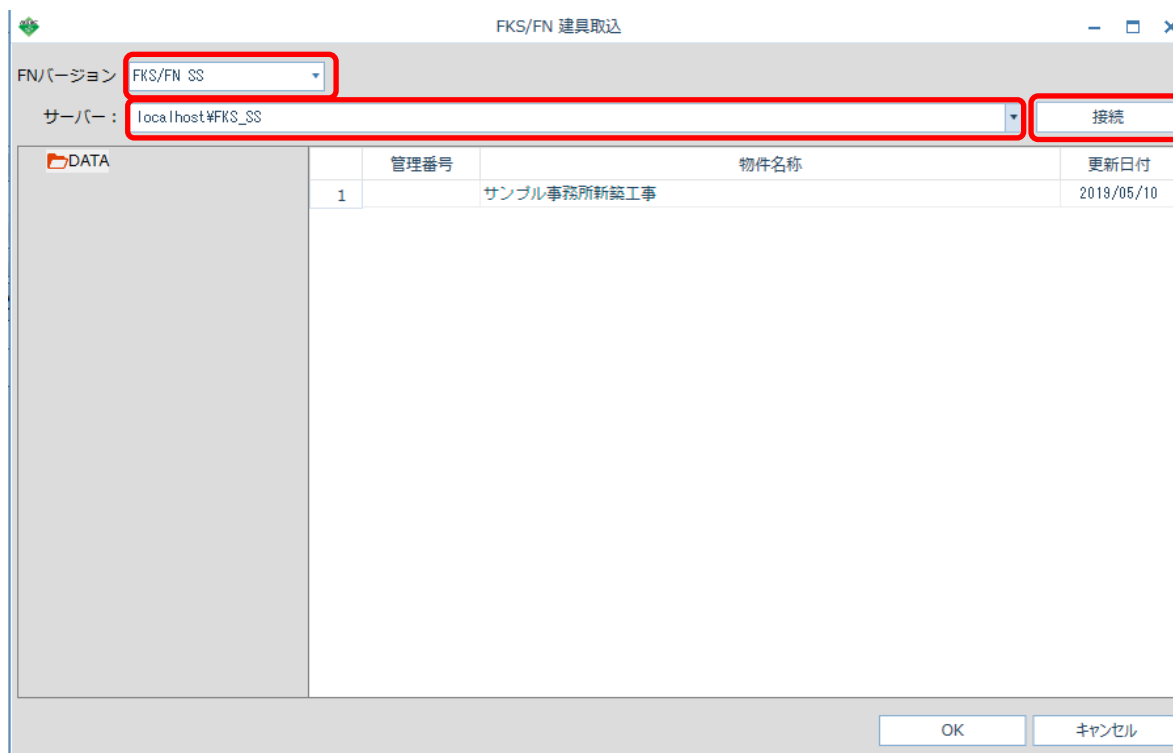 FKS/FN 建具取込
FNバージョン FKS/FN SS
サーバー： localhost¥FKS_SS 接続
DATA
管理番号 物件名称 更新日付
1 サンプル事務所新築工事 2019/05/10
OK キャンセル